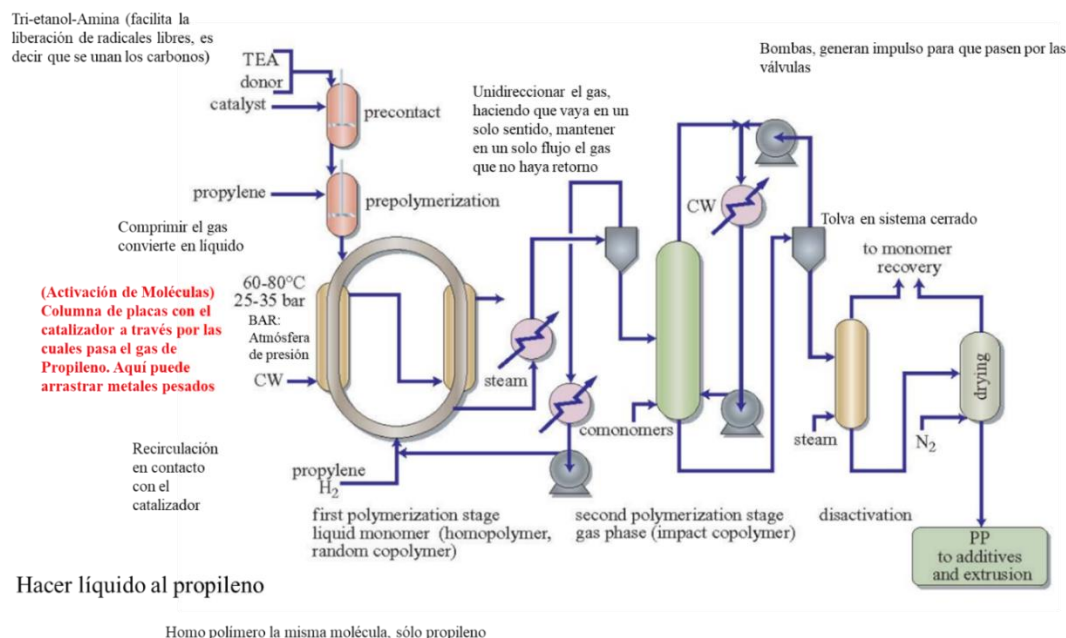 Tri-etanol-Amina (facilita la
liberación de radicales libres, es
decir que se unan los carbonos)
TEA
donor
catalyst
precontact
propylene
prepolymerization
Comprimir el gas
convierte en líquido
Unidireccionar el gas,
haciendo que vaya en un
solo sentido, mantener
en un solo flujo el gas
que no haya retorno
Bombas, generan impulso para que pasen por las
válvulas
CW
Tolva en sistema cerrado
to monomer
recovery
(Activación de Moléculas)
Columna de placas con el
catalizador a través por las
cuales pasa el gas de
Propileno. Aquí puede
arrastrar metales pesados
60-80°C
25-35 bar
BAR:
Atmósfera
de presión
CW
steam
comonomers
steam
drying
N2
Recirculación
en contacto
con el
catalizador
propylene
H2
first polymerization stage
liquid monomer (homopolymer,
random copolymer)
second polymerization stage
gas phase (impact copolymer)
disactivation
PP
to additives
and extrusion
Hacer líquido al propileno
Homo polímero la misma molécula, sólo propileno